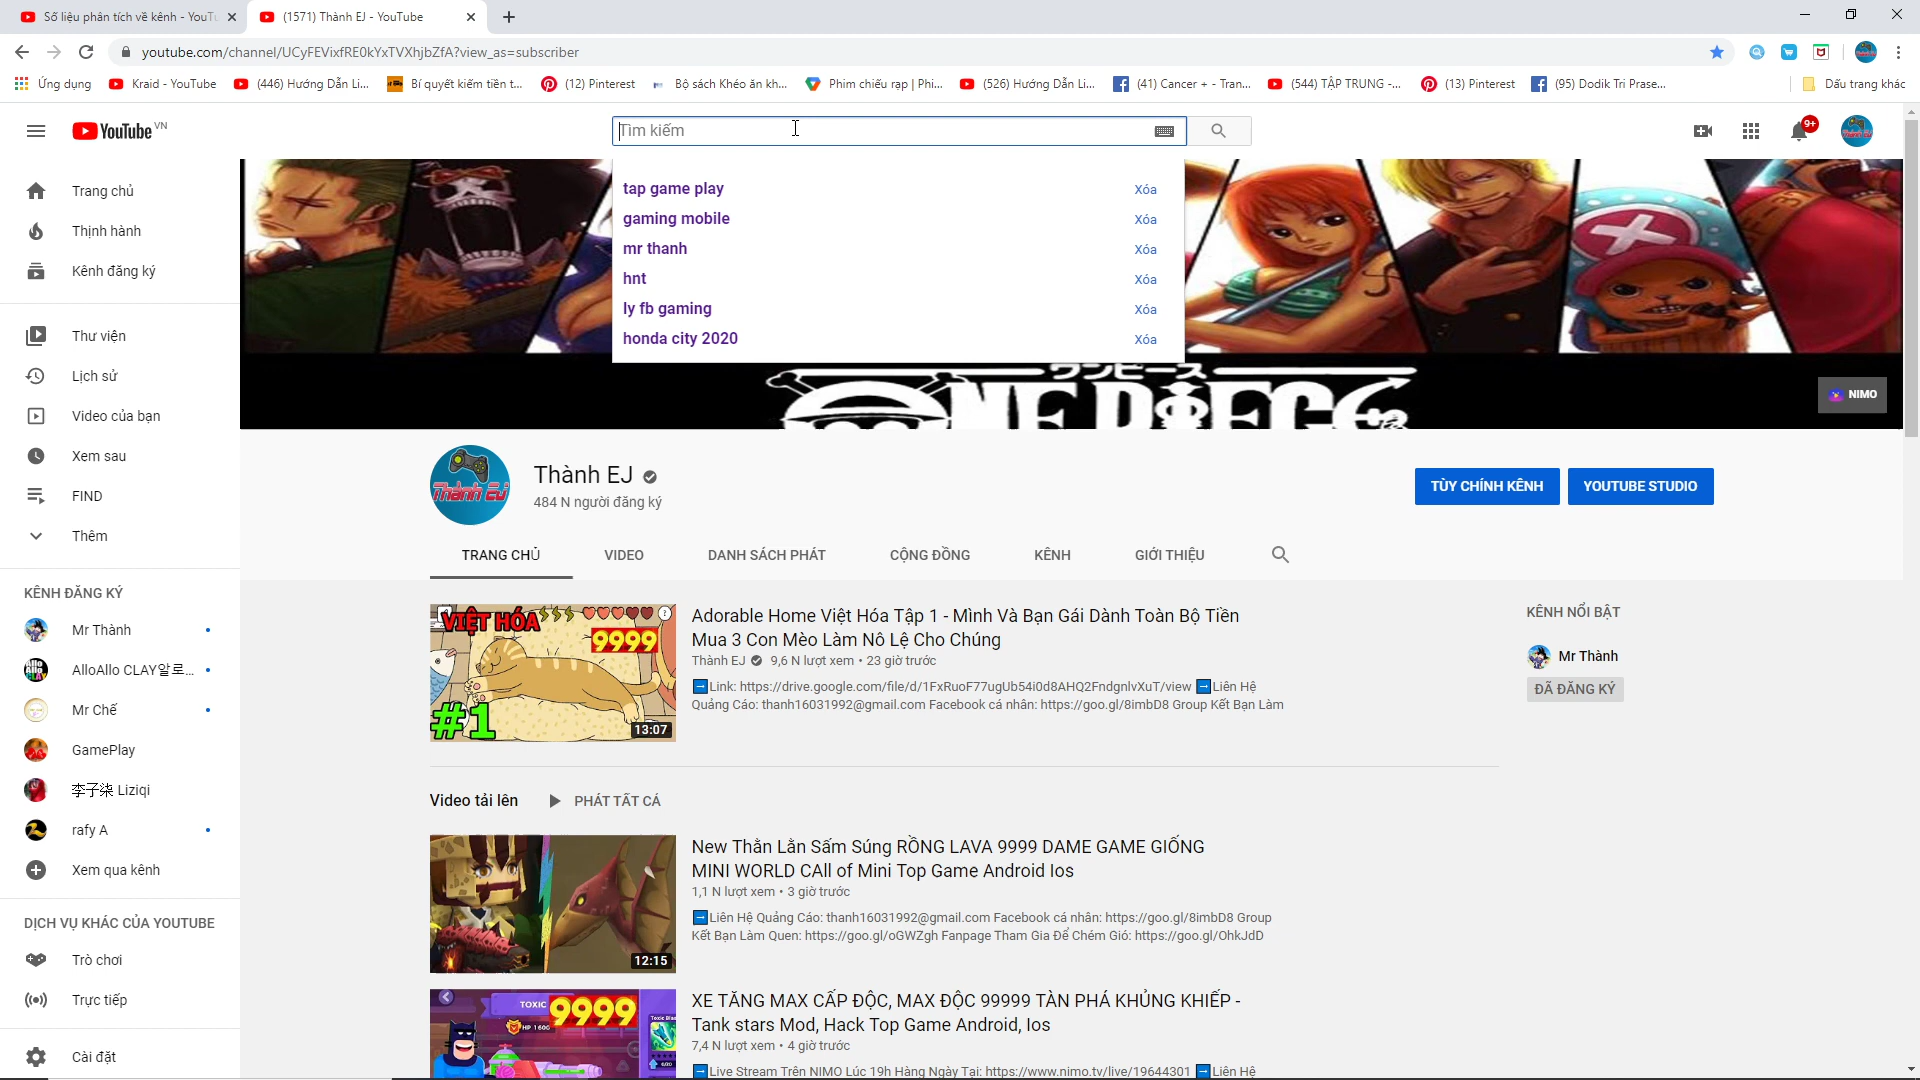 Số liệu phân tích về kênh - YouTu
(1571) Thành EJ - YouTube
youtube.com/channel/UCyFEVixfRE0kYxTVXhjbZfA?view_as=subscriber
Ứng dụng
Kraid - YouTube
(446) Hướng Dẫn Li...
Bí quyết kiếm tiền t...
(12) Pinterest
Bộ sách Khéo ăn kh...
Phim chiếu rạp | Phi...
(526) Hướng Dẫn Li...
(41) Cancer + - Tran...
(544) TẬP TRUNG -...
(13) Pinterest
(95) Dodik Tri Prase...
Dấu trang khác
YouTube VN
Tìm kiếm
9+
tap game play Xóa
gaming mobile Xóa
mr thanh Xóa
hnt Xóa
ly fb gaming Xóa
honda city 2020 Xóa
Trang chủ
Thịnh hành
Kênh đăng ký
Thư viện
Lịch sử
Video của bạn
Xem sau
FIND
Thêm
KÊNH ĐĂNG KÝ
Mr Thành
AlloAllo CLAY알로...
Mr Chế
GamePlay
李子柒 Liziqi
rafy A
Xem qua kênh
DỊCH VỤ KHÁC CỦA YOUTUBE
Trò chơi
Trực tiếp
Cài đặt
ワンピース
ONE PIECE
NIMO
Thành EJ
Thành EJ
484 N người đăng ký
TÙY CHỈNH KÊNH
YOUTUBE STUDIO
TRANG CHỦ
VIDEO
DANH SÁCH PHÁT
CỘNG ĐỒNG
KÊNH
GIỚI THIỆU
VIỆT HÓA
9999
#1
13:07
Adorable Home Việt Hóa Tập 1 - Mình Và Bạn Gái Dành Toàn Bộ Tiền
Mua 3 Con Mèo Làm Nô Lệ Cho Chúng
Thành EJ 9,6 N lượt xem • 23 giờ trước
➡Link: https://drive.google.com/file/d/1FxRuoF77ugUb54i0d8AHQ2FndgnlvXuT/view ➡Liên Hệ
Quảng Cáo: thanh16031992@gmail.com Facebook cá nhân: https://goo.gl/8imbD8 Group Kết Bạn Làm
KÊNH NỔI BẬT
Mr Thành
ĐÃ ĐĂNG KÝ
Video tải lên
PHÁT TẤT CẢ
12:15
New Thằn Lằn Sấm Súng RỒNG LAVA 9999 DAME GAME GIỐNG
MINI WORLD CAll of Mini Top Game Android Ios
1,1 N lượt xem • 3 giờ trước
➡Liên Hệ Quảng Cáo: thanh16031992@gmail.com Facebook cá nhân: https://goo.gl/8imbD8 Group
Kết Bạn Làm Quen: https://goo.gl/oGWZgh Fanpage Tham Gia Để Chém Gió: https://goo.gl/OhkJdD
TOXIC
9999
HP 1600
XE TĂNG MAX CẤP ĐỘC, MAX ĐỘC 99999 TÀN PHÁ KHỦNG KHIẾP -
Tank stars Mod, Hack Top Game Android, Ios
7,4 N lượt xem • 4 giờ trước
➡Live Stream Trên NIMO Lúc 19h Hàng Ngày Tại: https://www.nimo.tv/live/19644301 ➡Liên Hệ